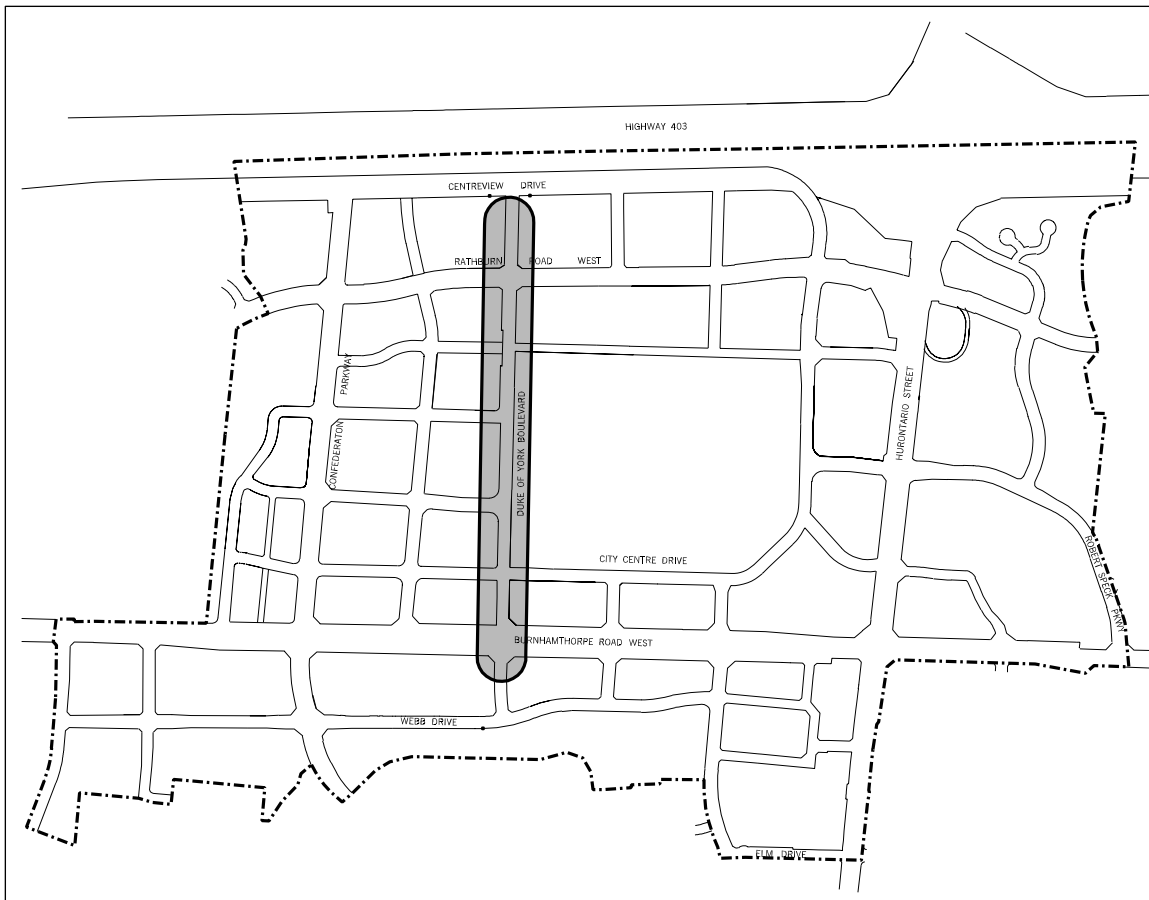 HIGHWAY 403
CENTREVIEW DRIVE
RATHBURN ROAD WEST
PARKWAY
CONFEDERATON
DUKE OF YORK BOULEVARD
HURONTARIO STREET
CITY CENTRE DRIVE
ROBERT SPECK PKWY
BURNHAMTHORPE ROAD WEST
WEBB DRIVE
ELM DRIVE